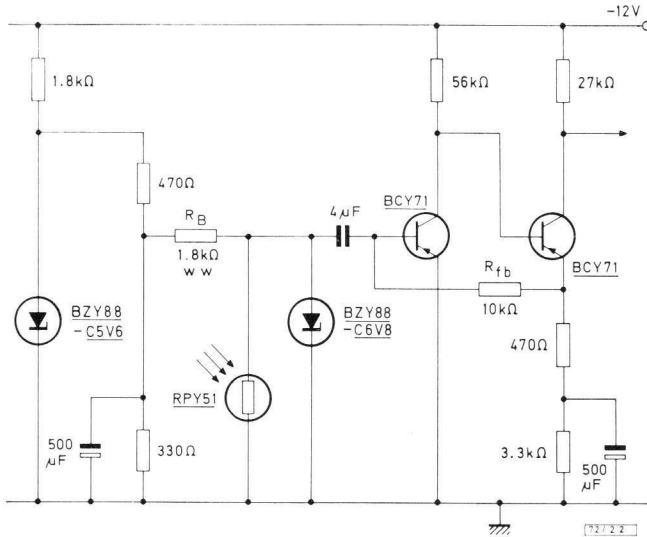 -12V
1.8kΩ
56kΩ
27kΩ
470Ω
BCY71
4μF
R_B
1.8kΩ
w w
BCY71
R_fb
10kΩ
BZY88
-C5V6
BZY88
-C6V8
470Ω
RPY51
500
μF
330Ω
3.3kΩ
500
μF
72/22